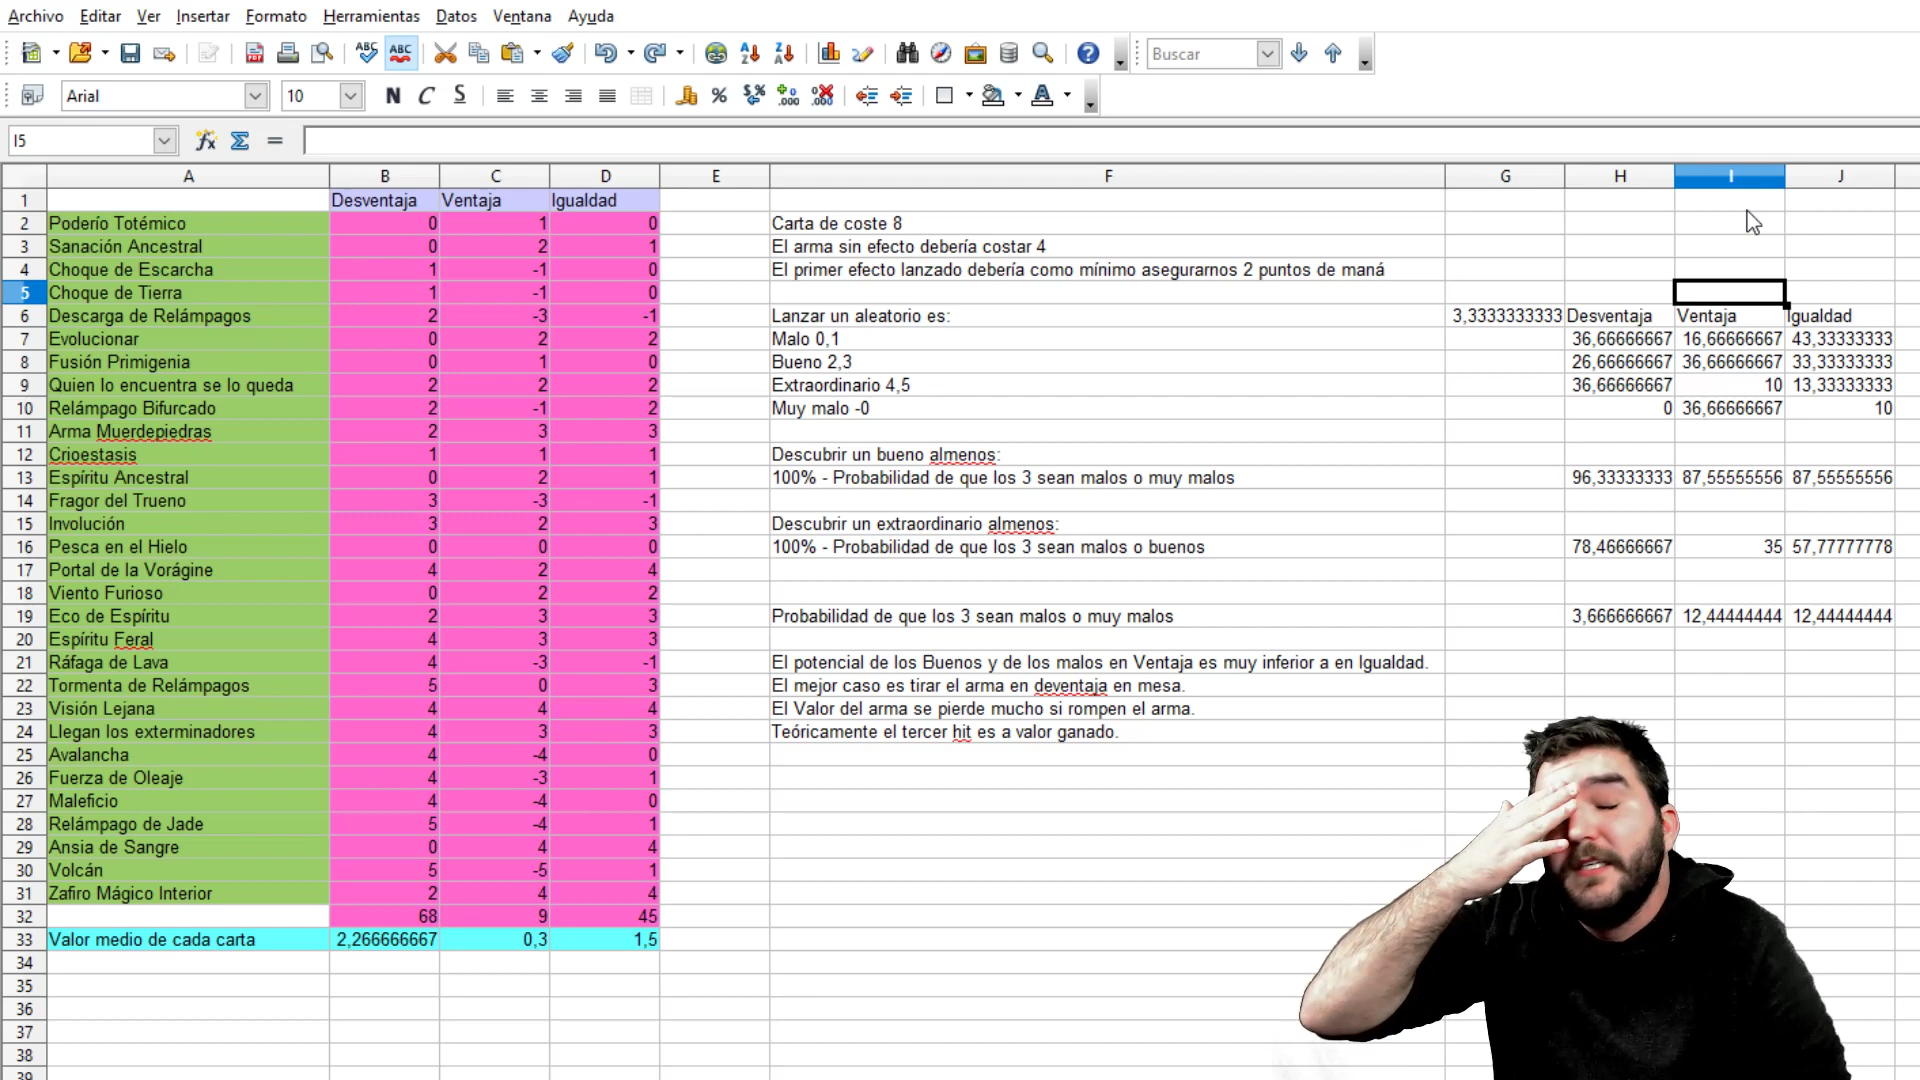 Archivo Editar Ver Insertar Formato Herramientas Datos Ventana Ayuda
ABC ABC Buscar
Arial 10 N C S
I5
A B C D E F G H I J
1 Desventaja Ventaja Igualdad
2 Poderío Totémico 0 1 0 Carta de coste 8
3 Sanación Ancestral 0 2 1 El arma sin efecto debería costar 4
4 Choque de Escarcha 1 -1 0 El primer efecto lanzado debería como mínimo asegurarnos 2 puntos de maná
5 Choque de Tierra 1 -1 0
6 Descarga de Relámpagos 2 -3 -1 Lanzar un aleatorio es: 3,3333333333 Desventaja Ventaja Igualdad
7 Evolucionar 0 2 2 Malo 0,1 36,66666667 16,66666667 43,33333333
8 Fusión Primigenia 0 1 0 Bueno 2,3 26,66666667 36,66666667 33,33333333
9 Quien lo encuentra se lo queda 2 2 2 Extraordinario 4,5 36,66666667 10 13,33333333
10 Relámpago Bifurcado 2 -1 2 Muy malo -0 0 36,66666667 10
11 Arma Muerdepiedras 2 3 3
12 Crioestasis 1 1 1 Descubrir un bueno almenos:
13 Espíritu Ancestral 0 2 1 100% - Probabilidad de que los 3 sean malos o muy malos 96,33333333 87,55555556 87,55555556
14 Fragor del Trueno 3 -3 -1
15 Involución 3 2 3 Descubrir un extraordinario almenos:
16 Pesca en el Hielo 0 0 0 100% - Probabilidad de que los 3 sean malos o buenos 78,46666667 35 57,77777778
17 Portal de la Vorágine 4 2 4
18 Viento Furioso 0 2 2
19 Eco de Espíritu 2 3 3 Probabilidad de que los 3 sean malos o muy malos 3,666666667 12,44444444 12,44444444
20 Espíritu Feral 4 3 3
21 Ráfaga de Lava 4 -3 -1 El potencial de los Buenos y de los malos en Ventaja es muy inferior a en Igualdad.
22 Tormenta de Relámpagos 5 0 3 El mejor caso es tirar el arma en deventaja en mesa.
23 Visión Lejana 4 4 4 El Valor del arma se pierde mucho si rompen el arma.
24 Llegan los exterminadores 4 3 3 Teóricamente el tercer hit es a valor ganado.
25 Avalancha 4 -4 0
26 Fuerza de Oleaje 4 -3 1
27 Maleficio 4 -4 0
28 Relámpago de Jade 5 -4 1
29 Ansia de Sangre 0 4 4
30 Volcán 5 -5 1
31 Zafiro Mágico Interior 2 4 4
32 68 9 45
33 Valor medio de cada carta 2,266666667 0,3 1,5
34
35
36
37
38
39